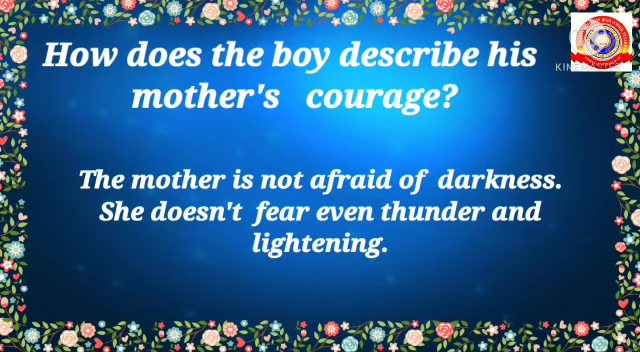 How does the boy describe his
mother's courage?
KIN
The mother is not afraid of darkness.
She doesn't fear even thunder and
lightening.